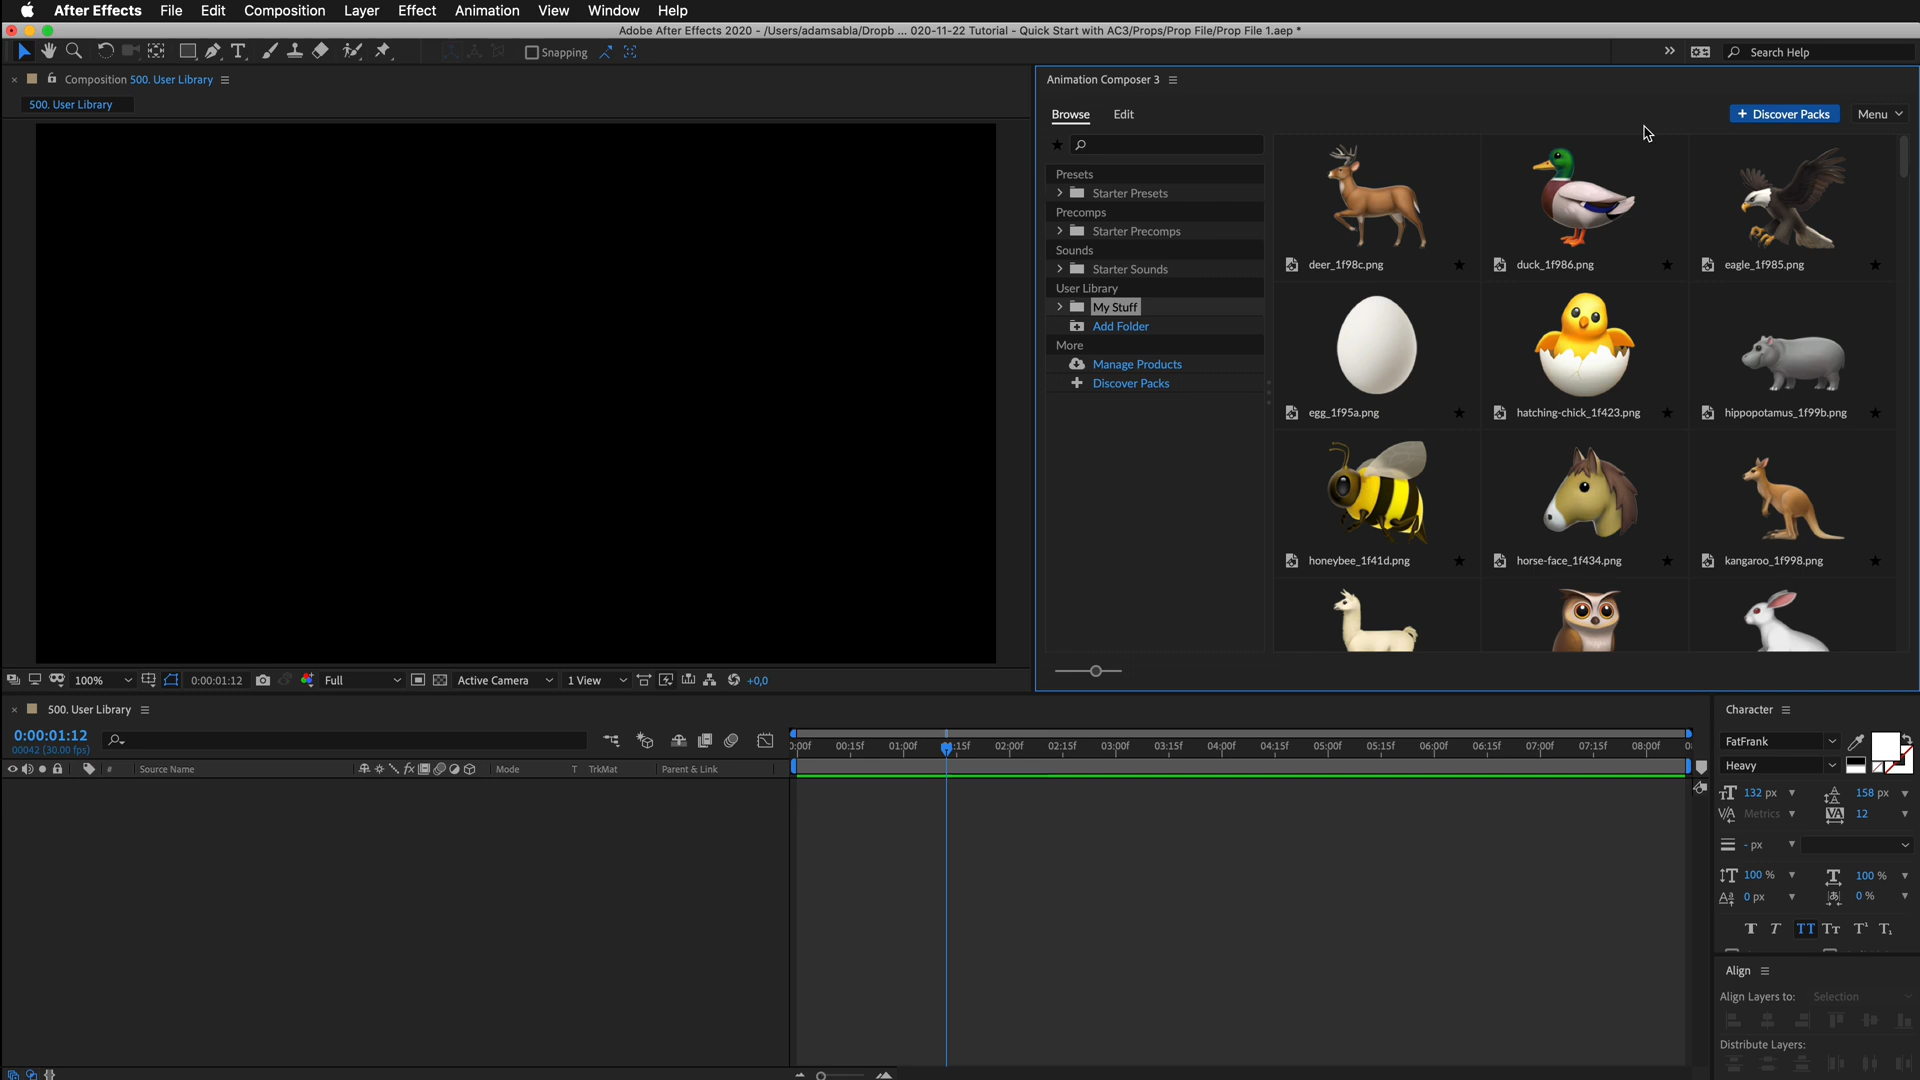 After Effects File Edit Composition Layer Effect Animation View Window Help
Adobe After Effects 2020 - /Users/adamsabla/Dropb ... 020-11-22 Tutorial - Quick Start with AC3/Props/Prop File/Prop File 1.aep *
Snapping
Search Help
Composition 500. User Library
500. User Library
Animation Composer 3
Browse Edit
+ Discover Packs
Menu
Presets
Starter Presets
Precomps
Starter Precomps
Sounds
Starter Sounds
User Library
My Stuff
Add Folder
More
Manage Products
Discover Packs
deer_1f98c.png
duck_1f986.png
eagle_1f985.png
egg_1f95a.png
hatching-chick_1f423.png
hippopotamus_1f99b.png
honeybee_1f41d.png
horse-face_1f434.png
kangaroo_1f998.png
100% 0:00:01:12 Full Active Camera 1 View +0,0
500. User Library
0:00:01:12
00042 (30.00 fps)
# Source Name Mode T TrkMat Parent & Link
0:00f 00:15f 01:00f 01:15f 02:00f 02:15f 03:00f 03:15f 04:00f 04:15f 05:00f 05:15f 06:00f 06:15f 07:00f 07:15f 08:00f
Character
FatFrank
Heavy
132 px 158 px
Metrics 12
- px
100 % 100 %
0 px 0 %
T T TT Tt T¹ T₁
Align
Align Layers to: Selection
Distribute Layers: